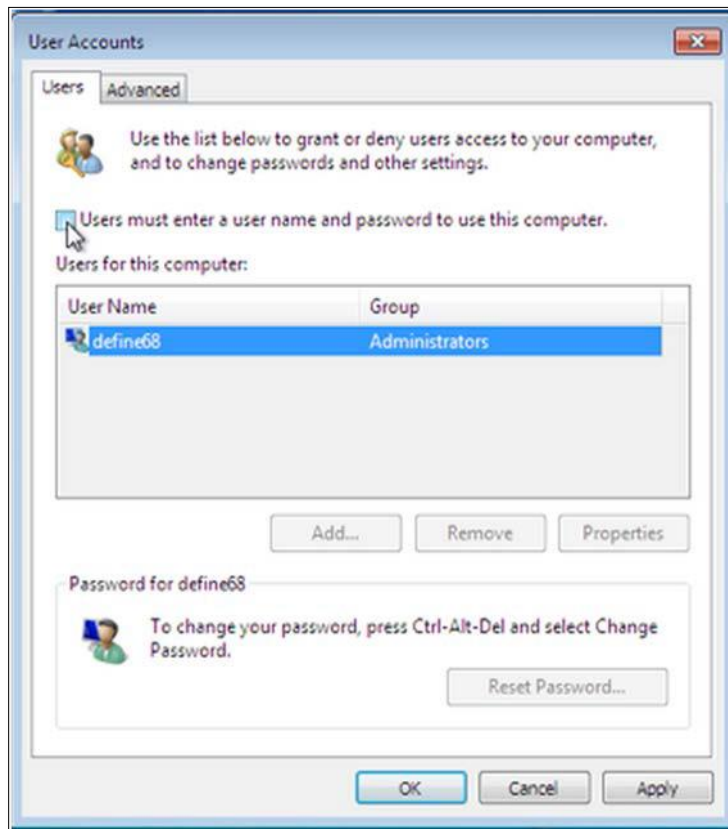 User Accounts
Users
Advanced
Use the list below to grant or deny users access to your computer,
and to change passwords and other settings.
Users must enter a user name and password to use this computer.
Users for this computer:
User Name Group
define68 Administrators
Add... Remove Properties
Password for define68
To change your password, press Ctrl-Alt-Del and select Change
Password.
Reset Password...
OK Cancel Apply